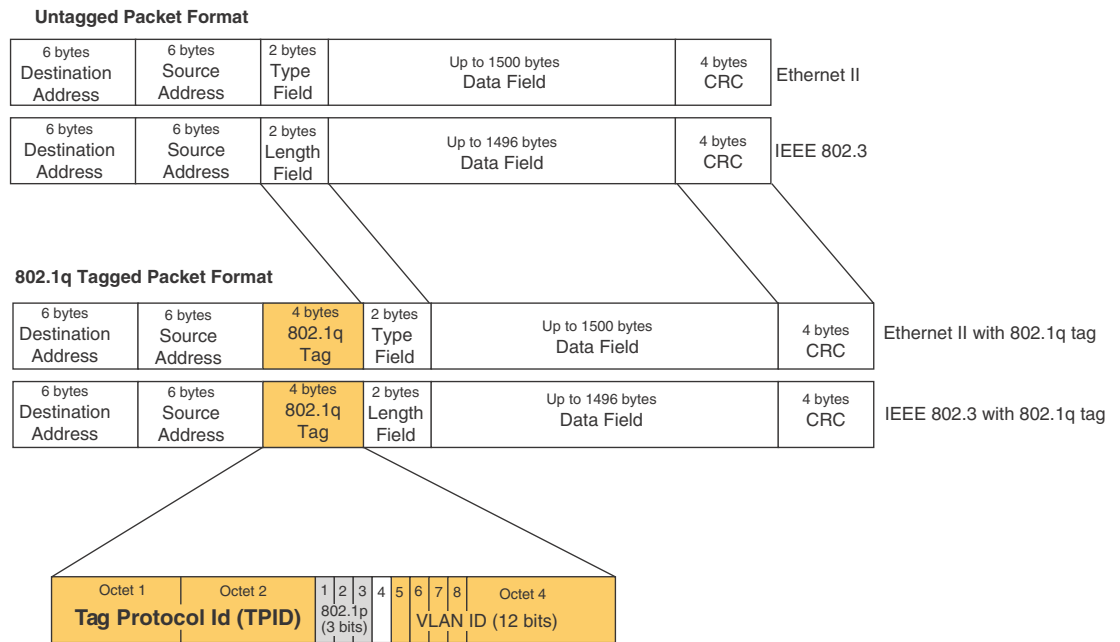 Untagged Packet Format
6 bytes
Destination
Address
6 bytes
Source
Address
2 bytes
Type
Field
Up to 1500 bytes
Data Field
4 bytes
CRC
Ethernet II
6 bytes
Destination
Address
6 bytes
Source
Address
2 bytes
Length
Field
Up to 1496 bytes
Data Field
4 bytes
CRC
IEEE 802.3
802.1q Tagged Packet Format
6 bytes
Destination
Address
6 bytes
Source
Address
4 bytes
802.1q
Tag
2 bytes
Type
Field
Up to 1500 bytes
Data Field
4 bytes
CRC
Ethernet II with 802.1q tag
6 bytes
Destination
Address
6 bytes
Source
Address
4 bytes
802.1q
Tag
2 bytes
Length
Field
Up to 1496 bytes
Data Field
4 bytes
CRC
IEEE 802.3 with 802.1q tag
Octet 1
Octet 2
Tag Protocol Id (TPID)
1 2 3
802.1p
(3 bits)
4
5 6 7 8
Octet 4
VLAN ID (12 bits)